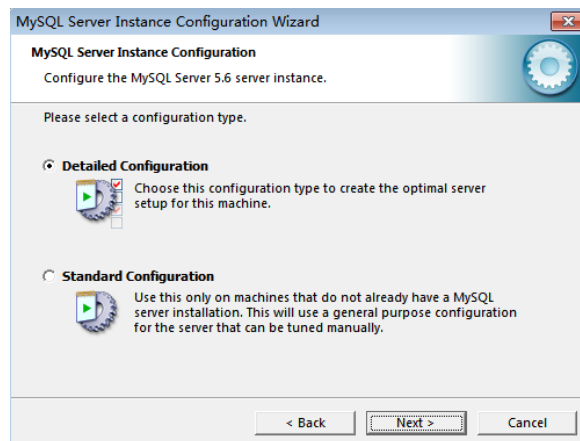 MySQL Server Instance Configuration Wizard
MySQL Server Instance Configuration
Configure the MySQL Server 5.6 server instance.
Please select a configuration type.
Detailed Configuration
Choose this configuration type to create the optimal server
setup for this machine.
Standard Configuration
Use this only on machines that do not already have a MySQL
server installation. This will use a general purpose configuration
for the server that can be tuned manually.
< Back
Next >
Cancel